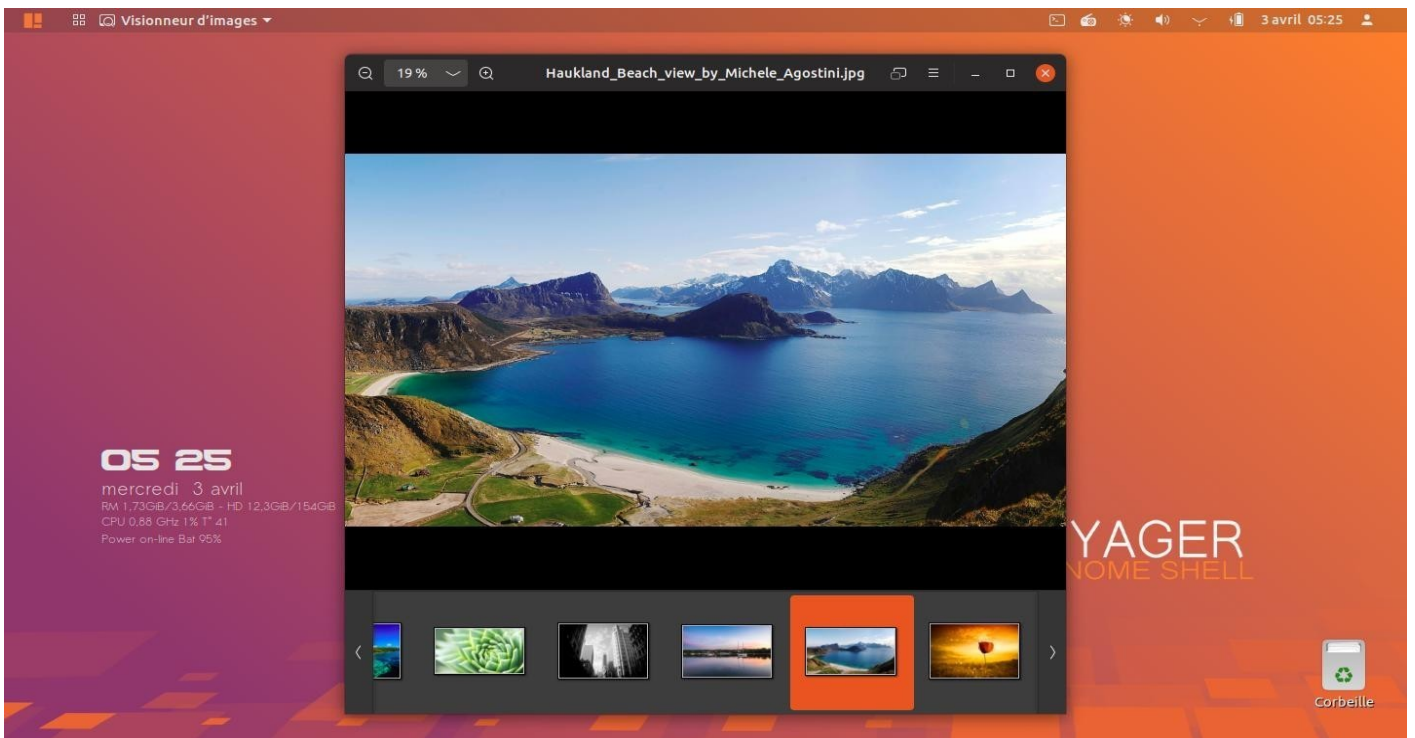 Visionneur d'images
3 avril 05:25
19 %
Haukland_Beach_view_by_Michele_Agostini.jpg
05 25
mercredi 3 avril
RM 1,73GiB/3,66GiB - HD 12,3GiB/154GiB
CPU 0,88 GHz 1% T° 41
Power on-line Bat 95%
YAGER
NOME SHELL
Corbeille